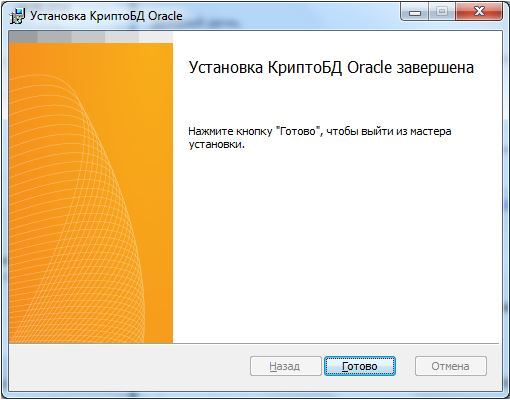 Установка КриптоБД Oracle
Установка КриптоБД Oracle завершена
Нажмите кнопку "Готово", чтобы выйти из мастера
установки.
Назад
Готово
Отмена